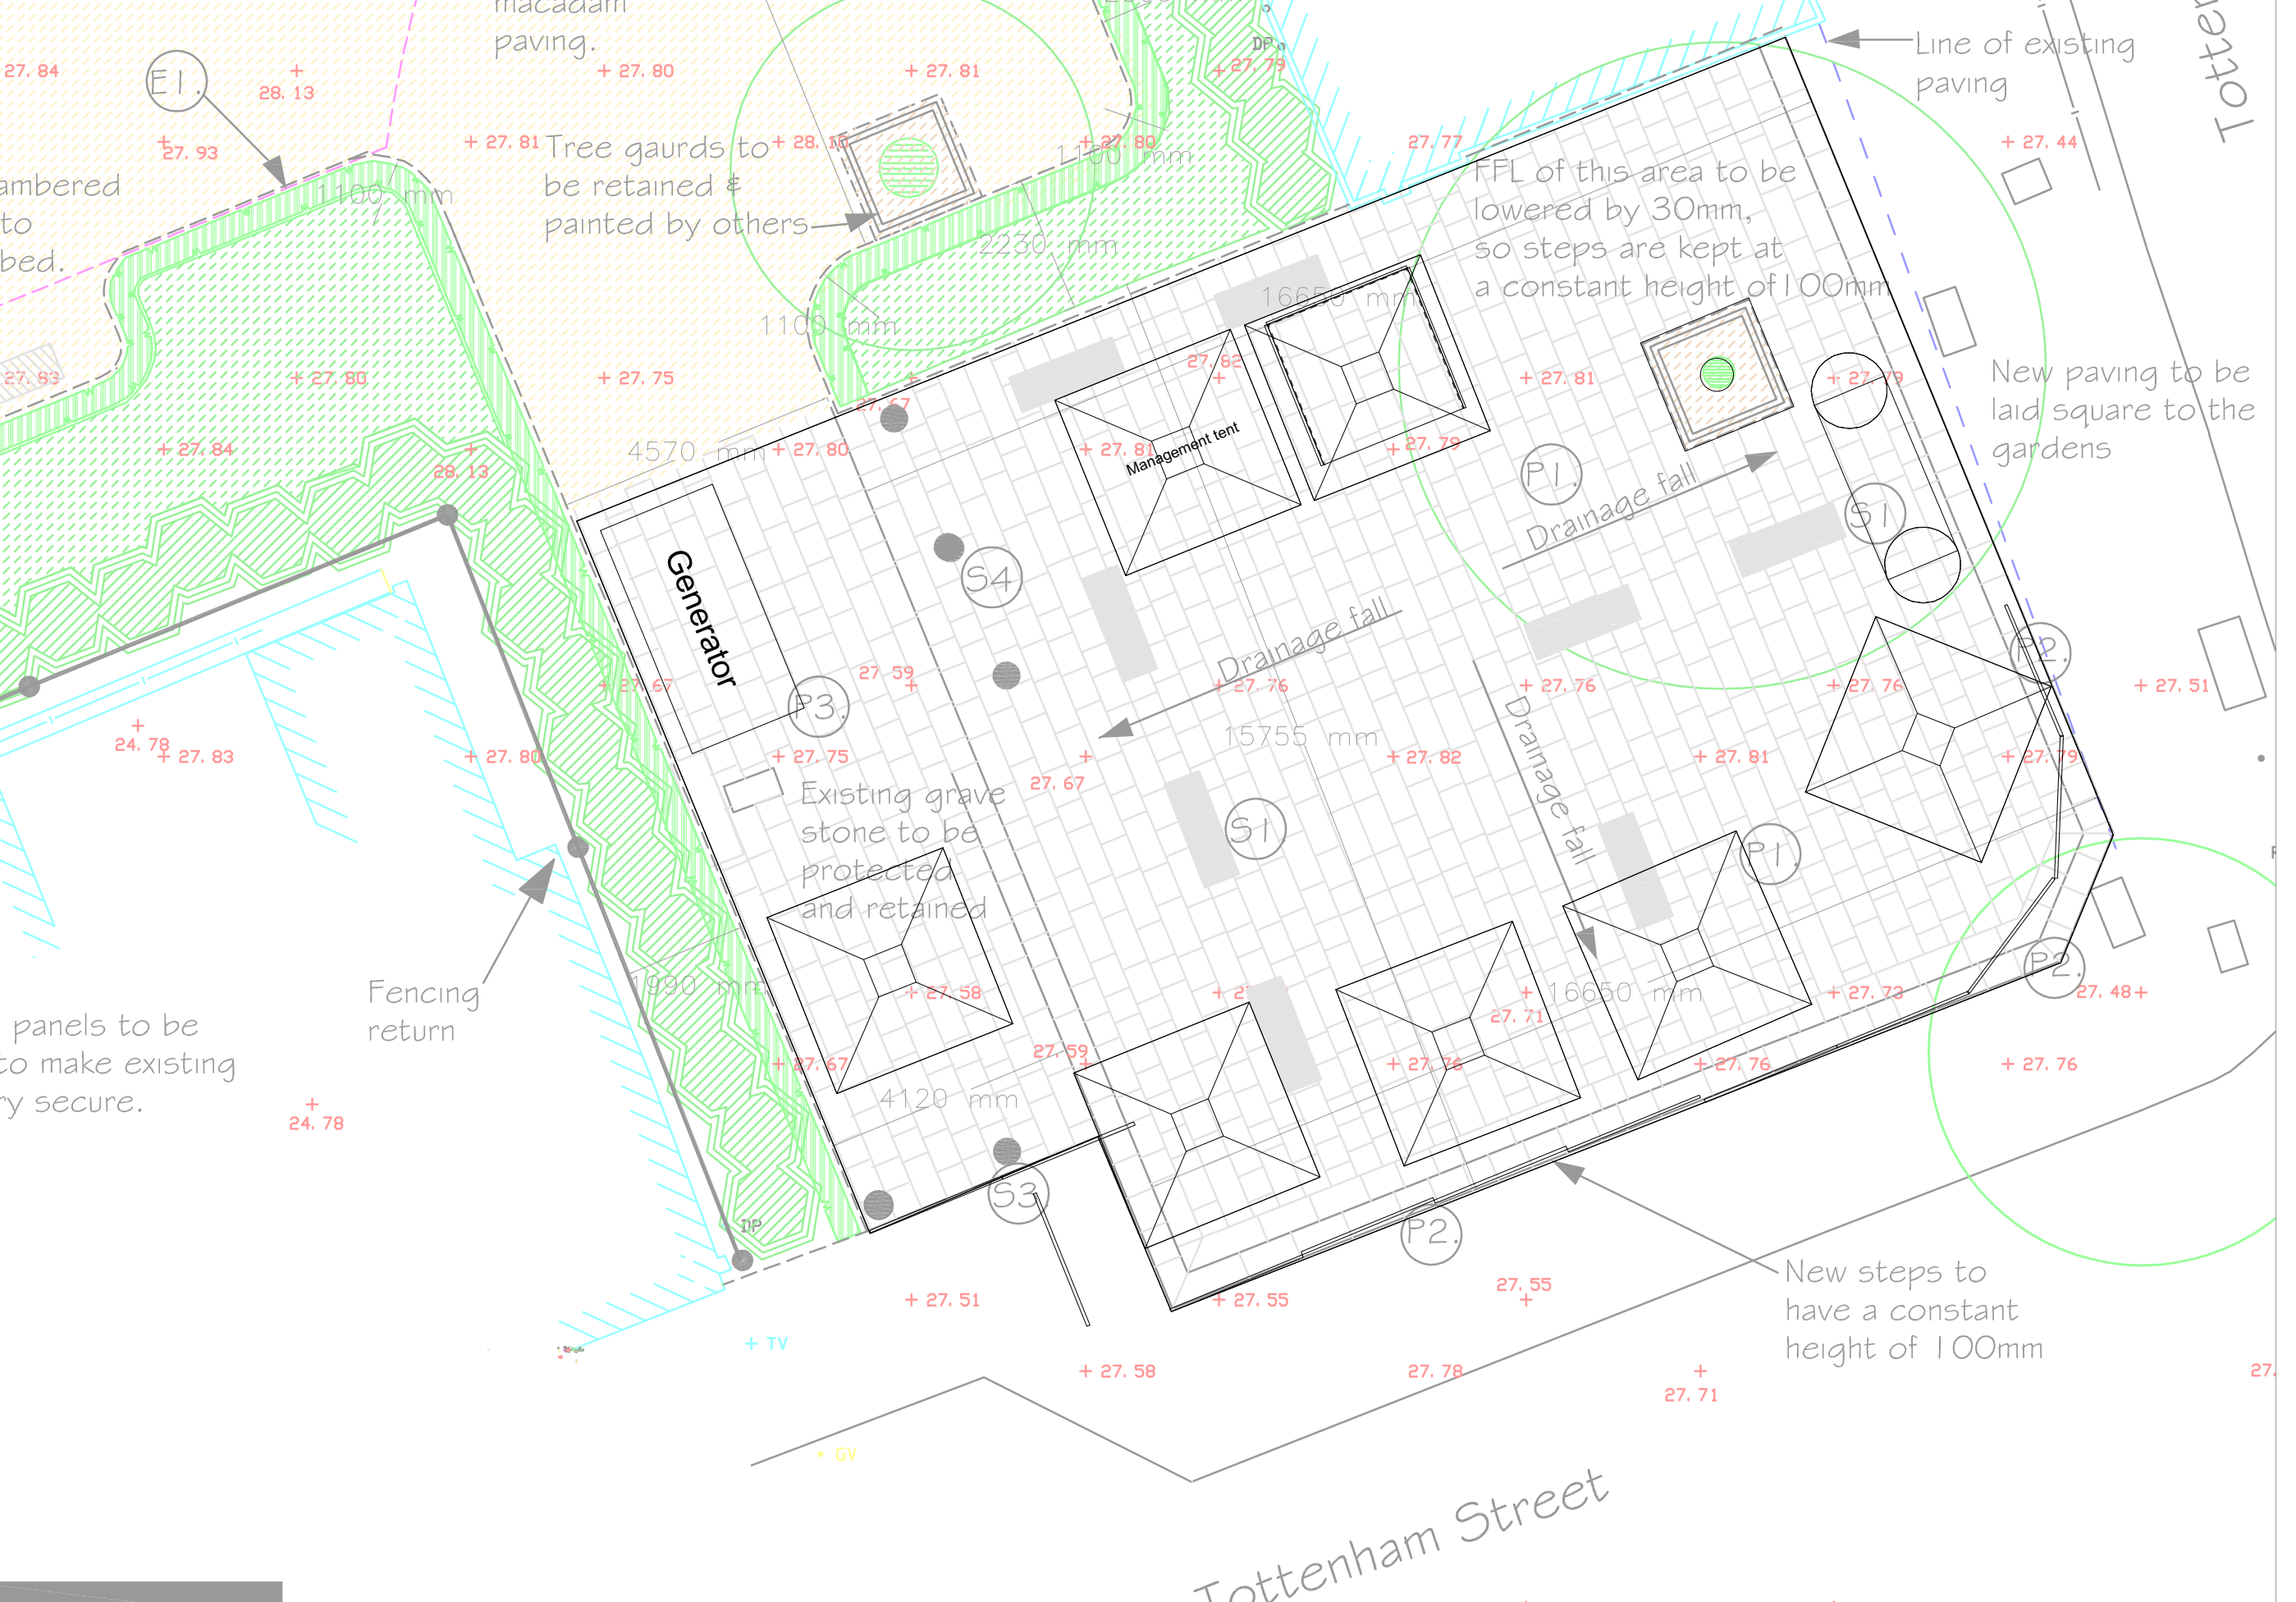 macadam
paving.
E1.
Tree gaurds to
be retained &
painted by others
ambered
to
bed.
DP
Line of existing
paving
FFL of this area to be
lowered by 30mm,
so steps are kept at
a constant height of 100mm
New paving to be
laid square to the
gardens
27.84
28.13
27.80
27.81
27.79
27.93
27.81
28.10
27.80
27.77
27.44
1100 mm
1100 mm
2230 mm
1100 mm
16650 mm
27.83
27.80
27.75
27.67
27.82
27.81
27.79
4570 mm
27.84
28.13
27.80
27.81
27.79
Management tent
P1.
Drainage fall
S1
S4
Generator
Drainage fall
P2.
27.59
27.67
27.76
27.76
27.76
27.51
P3.
15755 mm
Drainage fall
24.78
27.83
27.80
27.75
27.67
27.82
27.81
27.79
Existing grave
stone to be
protected
and retained
S1.
P1.
Fencing
return
1990 mm
27.58
27.71
16650 mm
27.73
P2.
27.48
panels to be
to make existing
ry secure.
27.67
27.59
27.76
27.76
27.76
4120 mm
24.78
S3
P2.
DP
New steps to
have a constant
height of 100mm
27.51
27.55
27.55
TV
27.58
27.78
27.71
27.
GV
Tottenham Street
Totten